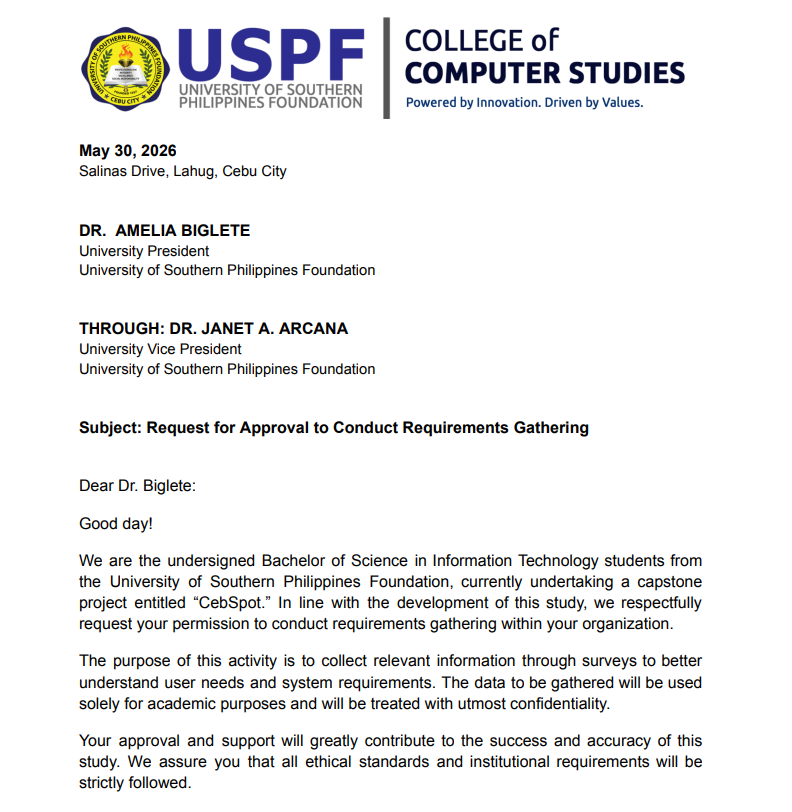 UNIVERSITY OF SOUTHERN PHILIPPINES FOUNDATION
CEBU CITY
USPF
UNIVERSITY OF SOUTHERN
PHILIPPINES FOUNDATION
COLLEGE of
COMPUTER STUDIES
Powered by Innovation. Driven by Values.
May 30, 2026
Salinas Drive, Lahug, Cebu City
DR. AMELIA BIGLETE
University President
University of Southern Philippines Foundation
THROUGH: DR. JANET A. ARCANA
University Vice President
University of Southern Philippines Foundation
Subject: Request for Approval to Conduct Requirements Gathering
Dear Dr. Biglete:
Good day!
We are the undersigned Bachelor of Science in Information Technology students from
the University of Southern Philippines Foundation, currently undertaking a capstone
project entitled “CebSpot.” In line with the development of this study, we respectfully
request your permission to conduct requirements gathering within your organization.
The purpose of this activity is to collect relevant information through surveys to better
understand user needs and system requirements. The data to be gathered will be used
solely for academic purposes and will be treated with utmost confidentiality.
Your approval and support will greatly contribute to the success and accuracy of this
study. We assure you that all ethical standards and institutional requirements will be
strictly followed.